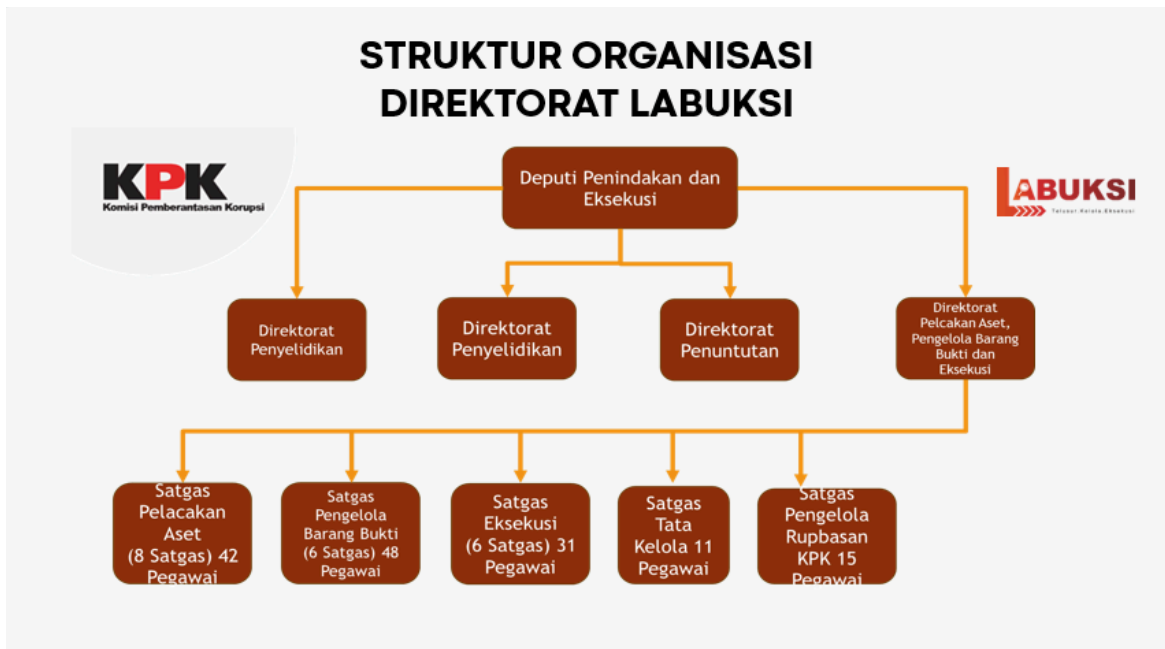 STRUKTUR ORGANISASI
DIREKTORAT LABUKSI
KPK
Komisi Pemberantasan Korupsi
LABUKSI
Telusur.Kelola.Eksekusi
Deputi Penindakan dan
Eksekusi
Direktorat
Penyelidikan
Direktorat
Penyelidikan
Direktorat
Penuntutan
Direktorat
Pelcakan Aset,
Pengelola Barang
Bukti dan
Eksekusi
Satgas
Pelacakan
Aset
(8 Satgas) 42
Pegawai
Satgas
Pengelola
Barang Bukti
(6 Satgas) 48
Pegawai
Satgas
Eksekusi
(6 Satgas) 31
Pegawai
Satgas
Tata
Kelola 11
Pegawai
Satgas
Pengelola
Rupbasan
KPK 15
Pegawai